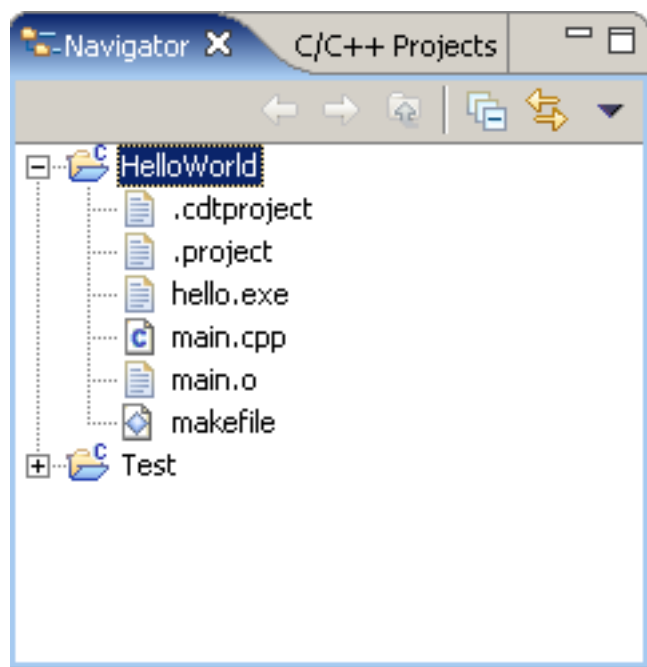 Navigator C/C++ Projects
HelloWorld
.cdtproject
.project
hello.exe
main.cpp
main.o
makefile
Test